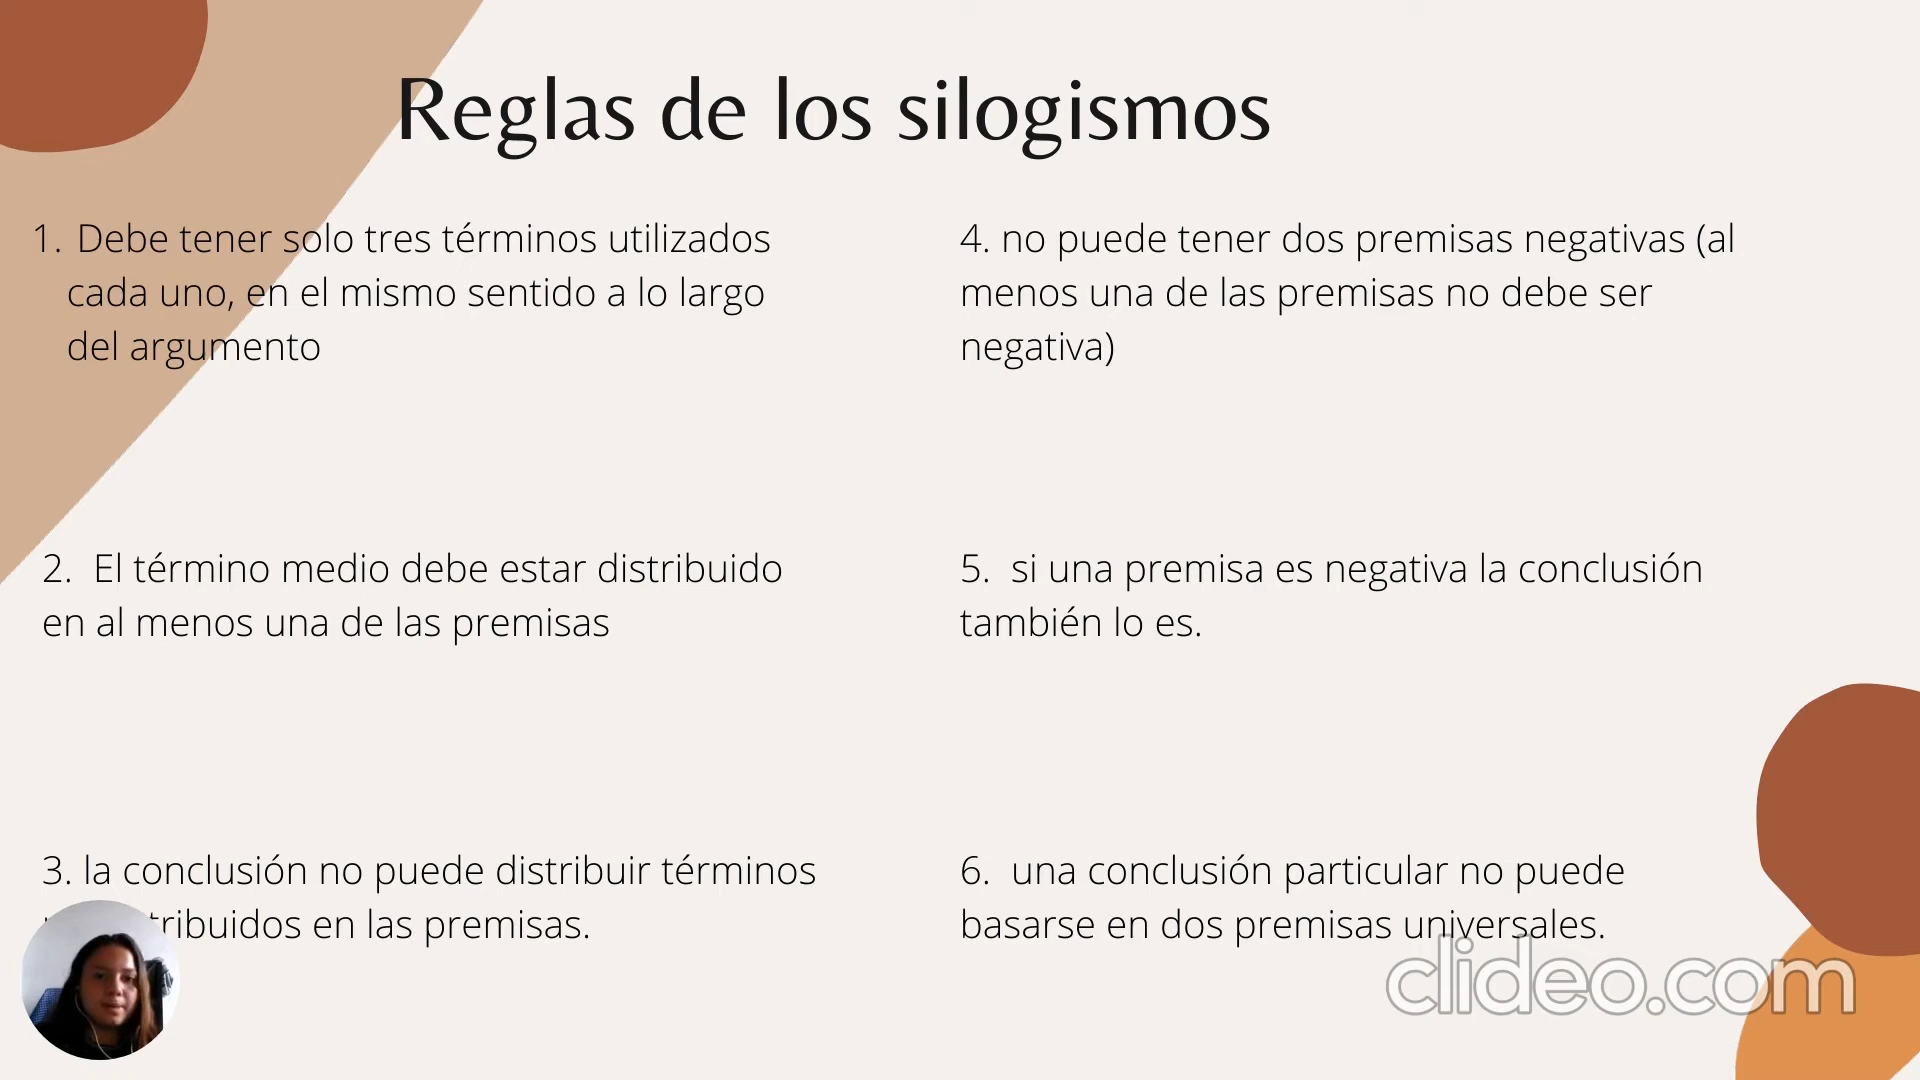 Reglas de los silogismos
1. Debe tener solo tres términos utilizados
cada uno, en el mismo sentido a lo largo
del argumento
2. El término medio debe estar distribuido
en al menos una de las premisas
3. la conclusión no puede distribuir términos
en las premisas.
4. no puede tener dos premisas negativas (al
menos una de las premisas no debe ser
negativa)
5. si una premisa es negativa la conclusión
también lo es.
6. una conclusión particular no puede
basarse en dos premisas universales.
clideo.com